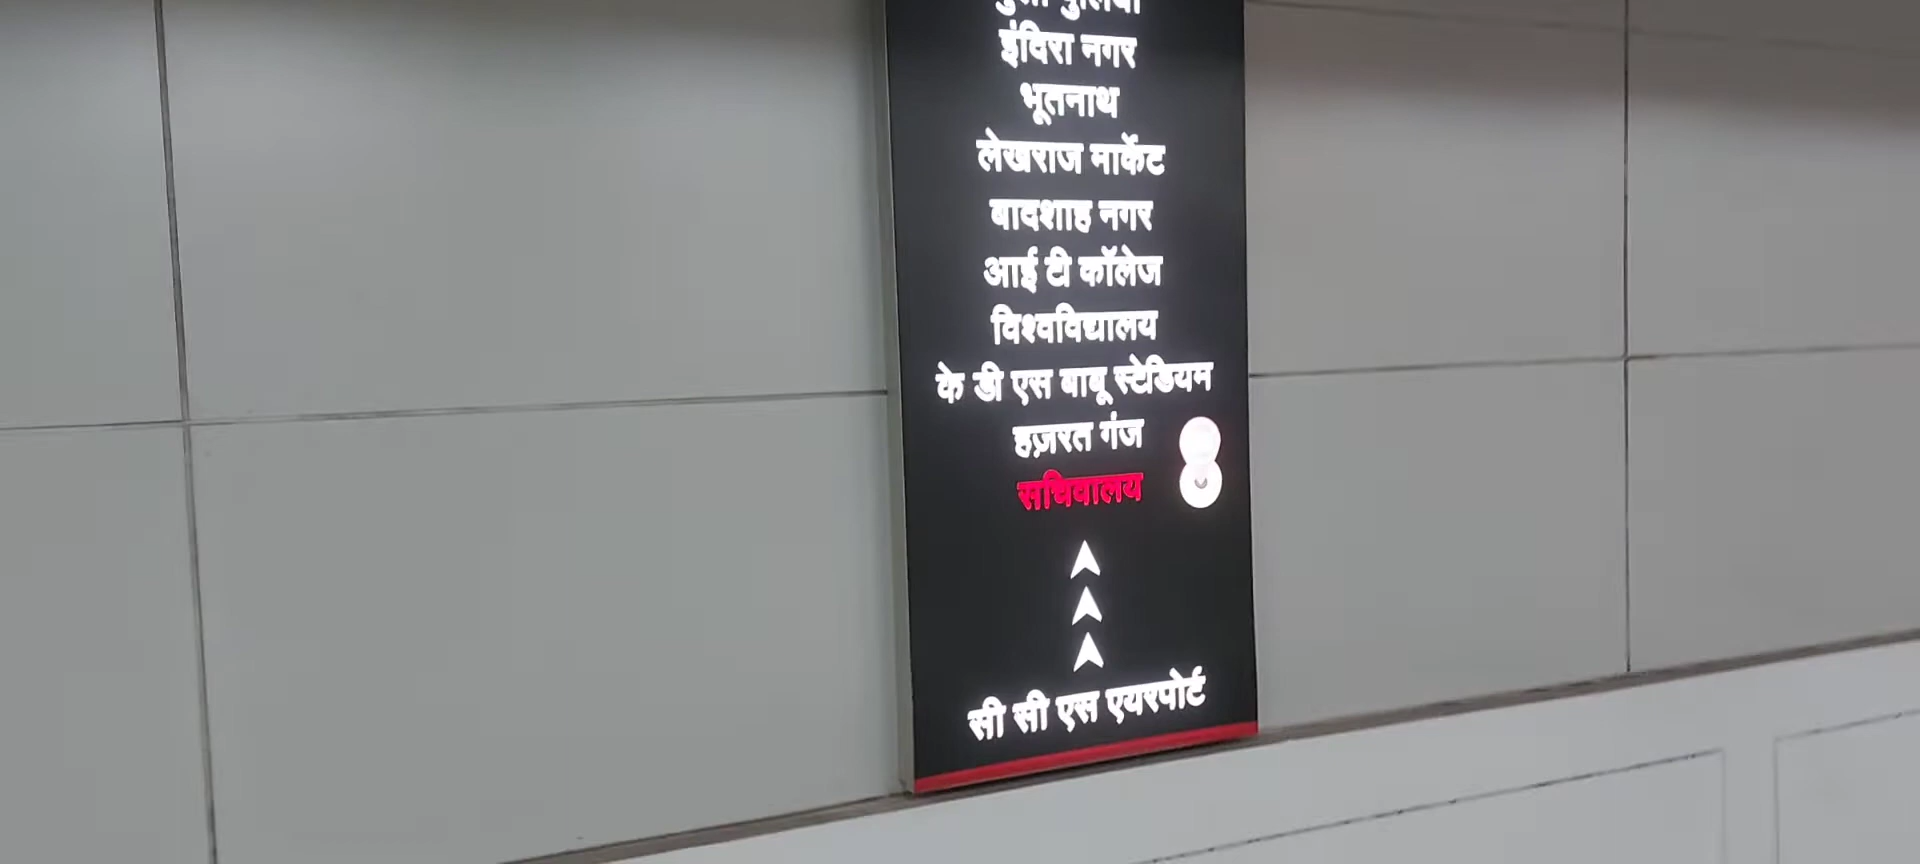 इंदिरा नगर
भूतनाथ
लेखराज मार्केट
बादशाह नगर
आई टी कॉलेज
विश्वविद्यालय
के डी एस बाबू स्टेडियम
हज़रत गंज
सचिवालय
सी सी एस एयरपोर्ट